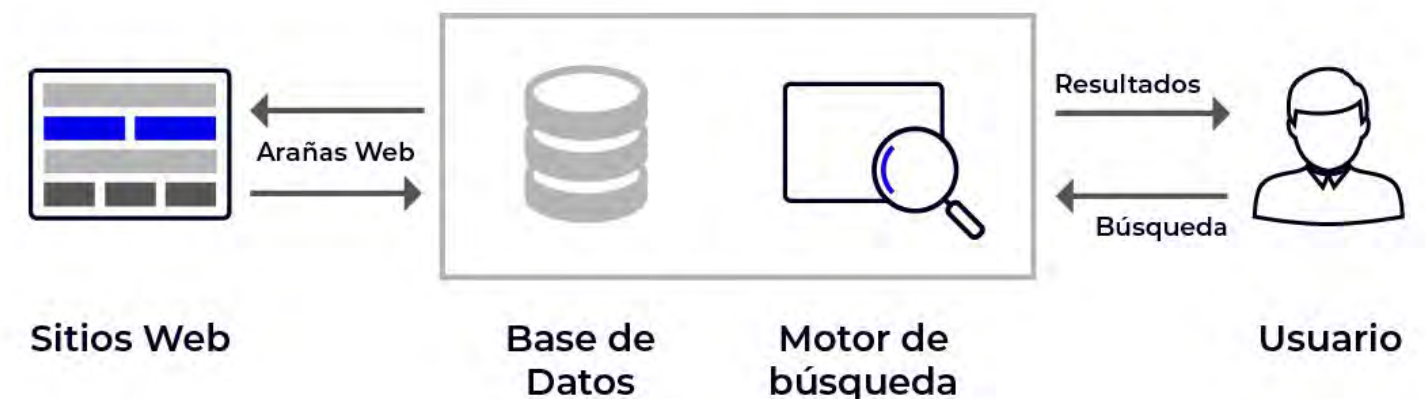 Resultados
Arañas Web
Búsqueda
Sitios Web
Base de
Datos
Motor de
búsqueda
Usuario